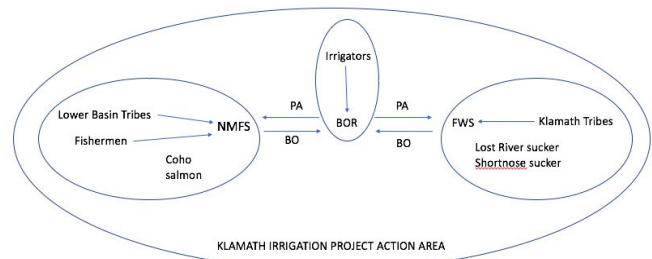 Irrigators
PA
PA
Lower Basin Tribes
NMFS
BOR
FWS
Klamath Tribes
Fishermen
BO
BO
Coho
salmon
Lost River sucker
Shortnose sucker
KLAMATH IRRIGATION PROJECT ACTION AREA